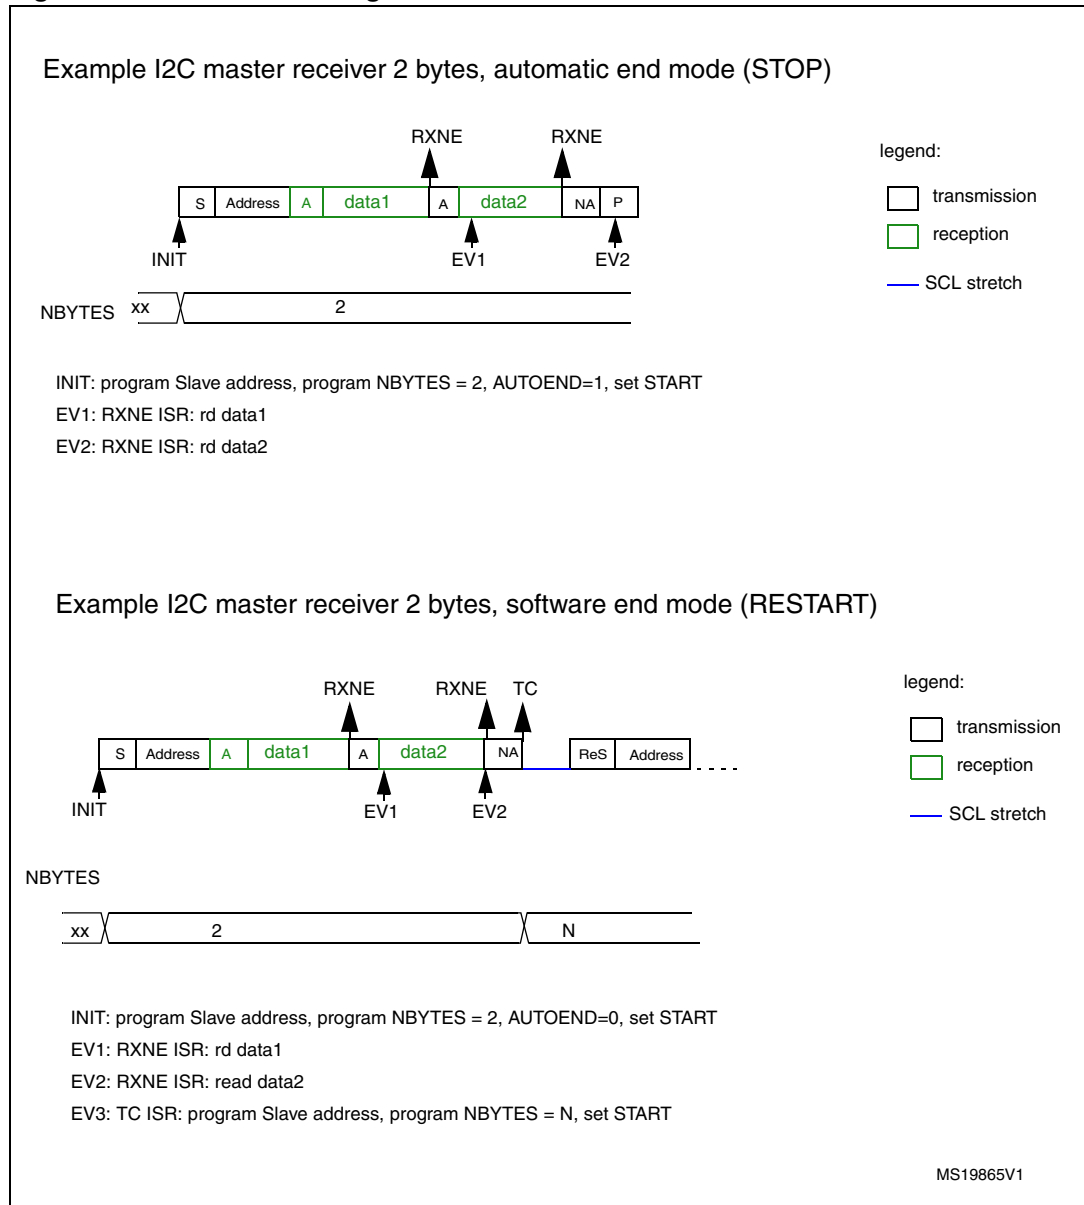 Example I2C master receiver 2 bytes, automatic end mode (STOP)
RXNE RXNE
legend:
S Address A data1 A data2 NA P
transmission
reception
INIT EV1 EV2
SCL stretch
NBYTES xx 2
INIT: program Slave address, program NBYTES = 2, AUTOEND=1, set START
EV1: RXNE ISR: rd data1
EV2: RXNE ISR: rd data2
Example I2C master receiver 2 bytes, software end mode (RESTART)
RXNE RXNE TC
legend:
S Address A data1 A data2 NA ReS Address
transmission
reception
INIT EV1 EV2
SCL stretch
NBYTES
xx 2 N
INIT: program Slave address, program NBYTES = 2, AUTOEND=0, set START
EV1: RXNE ISR: rd data1
EV2: RXNE ISR: read data2
EV3: TC ISR: program Slave address, program NBYTES = N, set START
MS19865V1